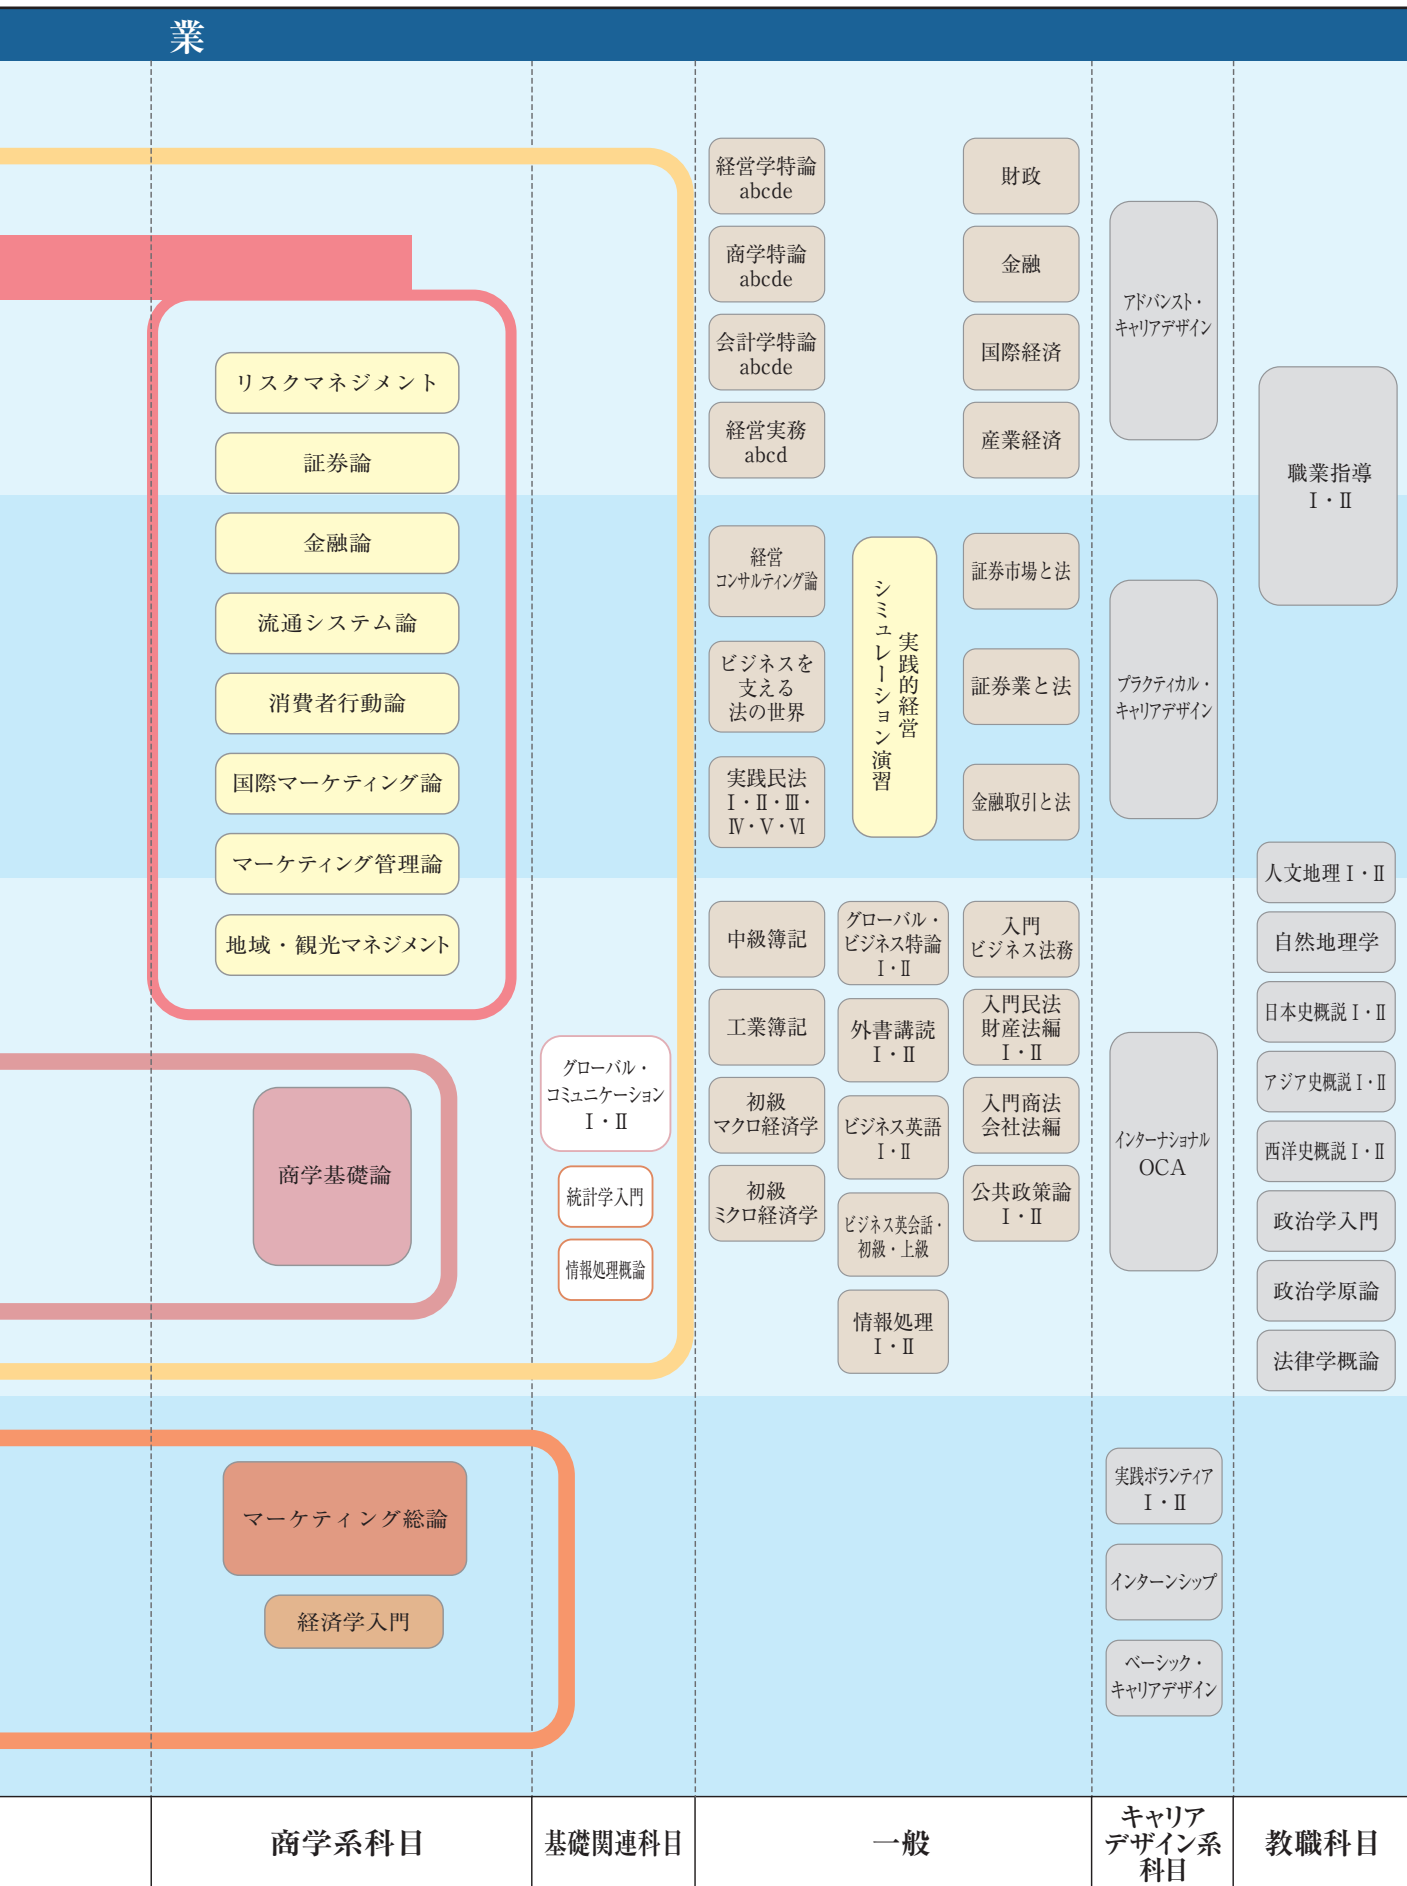 業
リスクマネジメント
証券論
金融論
流通システム論
消費者行動論
国際マーケティング論
マーケティング管理論
地域・観光マネジメント
商学基礎論
マーケティング総論
経済学入門
商学系科目
グローバル・
コミュニケーション
Ⅰ・Ⅱ
統計学入門
情報処理概論
基礎関連科目
経営学特論
abcde
商学特論
abcde
会計学特論
abcde
経営実務
abcd
経営
コンサルティング論
ビジネスを
支える
法の世界
実践民法
Ⅰ・Ⅱ・Ⅲ・
Ⅳ・Ⅴ・Ⅵ
中級簿記
工業簿記
初級
マクロ経済学
初級
ミクロ経済学
実践的経営
シミュレーション演習
グローバル・
ビジネス特論
Ⅰ・Ⅱ
外書講読
Ⅰ・Ⅱ
ビジネス英語
Ⅰ・Ⅱ
ビジネス英会話・
初級・上級
情報処理
Ⅰ・Ⅱ
財政
金融
国際経済
産業経済
証券市場と法
証券業と法
金融取引と法
入門
ビジネス法務
入門民法
財産法編
Ⅰ・Ⅱ
入門商法
会社法編
公共政策論
Ⅰ・Ⅱ
一般
アドバンスト・
キャリアデザイン
プラクティカル・
キャリアデザイン
インターナショナル
OCA
実践ボランティア
Ⅰ・Ⅱ
インターンシップ
ベーシック・
キャリアデザイン
キャリア
デザイン系
科目
職業指導
Ⅰ・Ⅱ
人文地理Ⅰ・Ⅱ
自然地理学
日本史概説Ⅰ・Ⅱ
アジア史概説Ⅰ・Ⅱ
西洋史概説Ⅰ・Ⅱ
政治学入門
政治学原論
法律学概論
教職科目